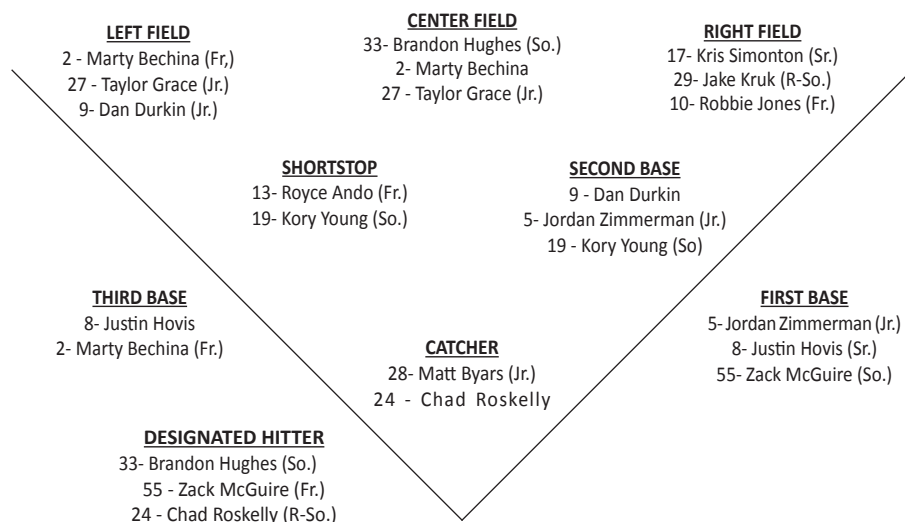 LEFT FIELD
2 - Marty Bechina (Fr,)
27 - Taylor Grace (Jr.)
9- Dan Durkin (Jr.)
CENTER FIELD
33- Brandon Hughes (So.)
2- Marty Bechina
27 - Taylor Grace (Jr.)
RIGHT FIELD
17- Kris Simonton (Sr.)
29- Jake Kruk (R-So.)
10- Robbie Jones (Fr.)
SHORTSTOP
13- Royce Ando (Fr.)
19- Kory Young (So.)
SECOND BASE
9 - Dan Durkin
5- Jordan Zimmerman (Jr.)
19 - Kory Young (So)
THIRD BASE
8- Justin Hovis
2- Marty Bechina (Fr.)
CATCHER
28- Matt Byars (Jr.)
24 - Chad Roskelly
FIRST BASE
5- Jordan Zimmerman (Jr.)
8- Justin Hovis (Sr.)
55- Zack McGuire (So.)
DESIGNATED HITTER
33- Brandon Hughes (So.)
55 - Zack McGuire (Fr.)
24 - Chad Roskelly (R-So.)